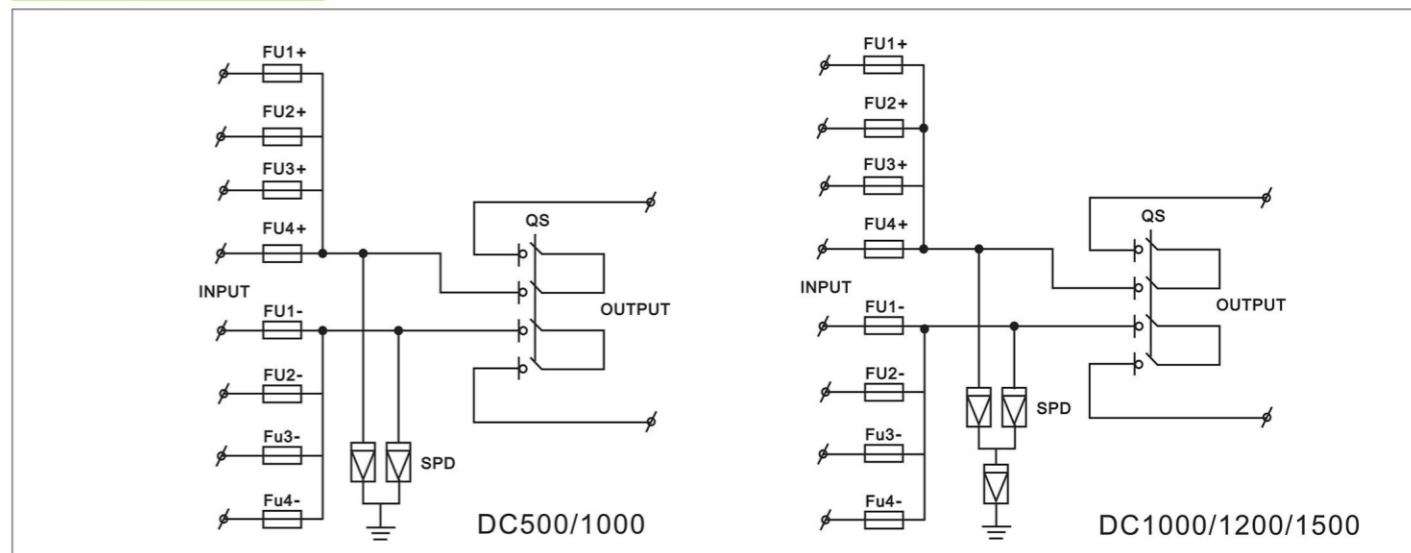 FU1+
FU2+
FU3+
FU4+
QS
INPUT
OUTPUT
FU1-
FU2-
Fu3-
SPD
Fu4-
DC500/1000
FU1+
FU2+
FU3+
FU4+
QS
INPUT
OUTPUT
FU1-
FU2-
SPD
Fu3-
Fu4-
DC1000/1200/1500